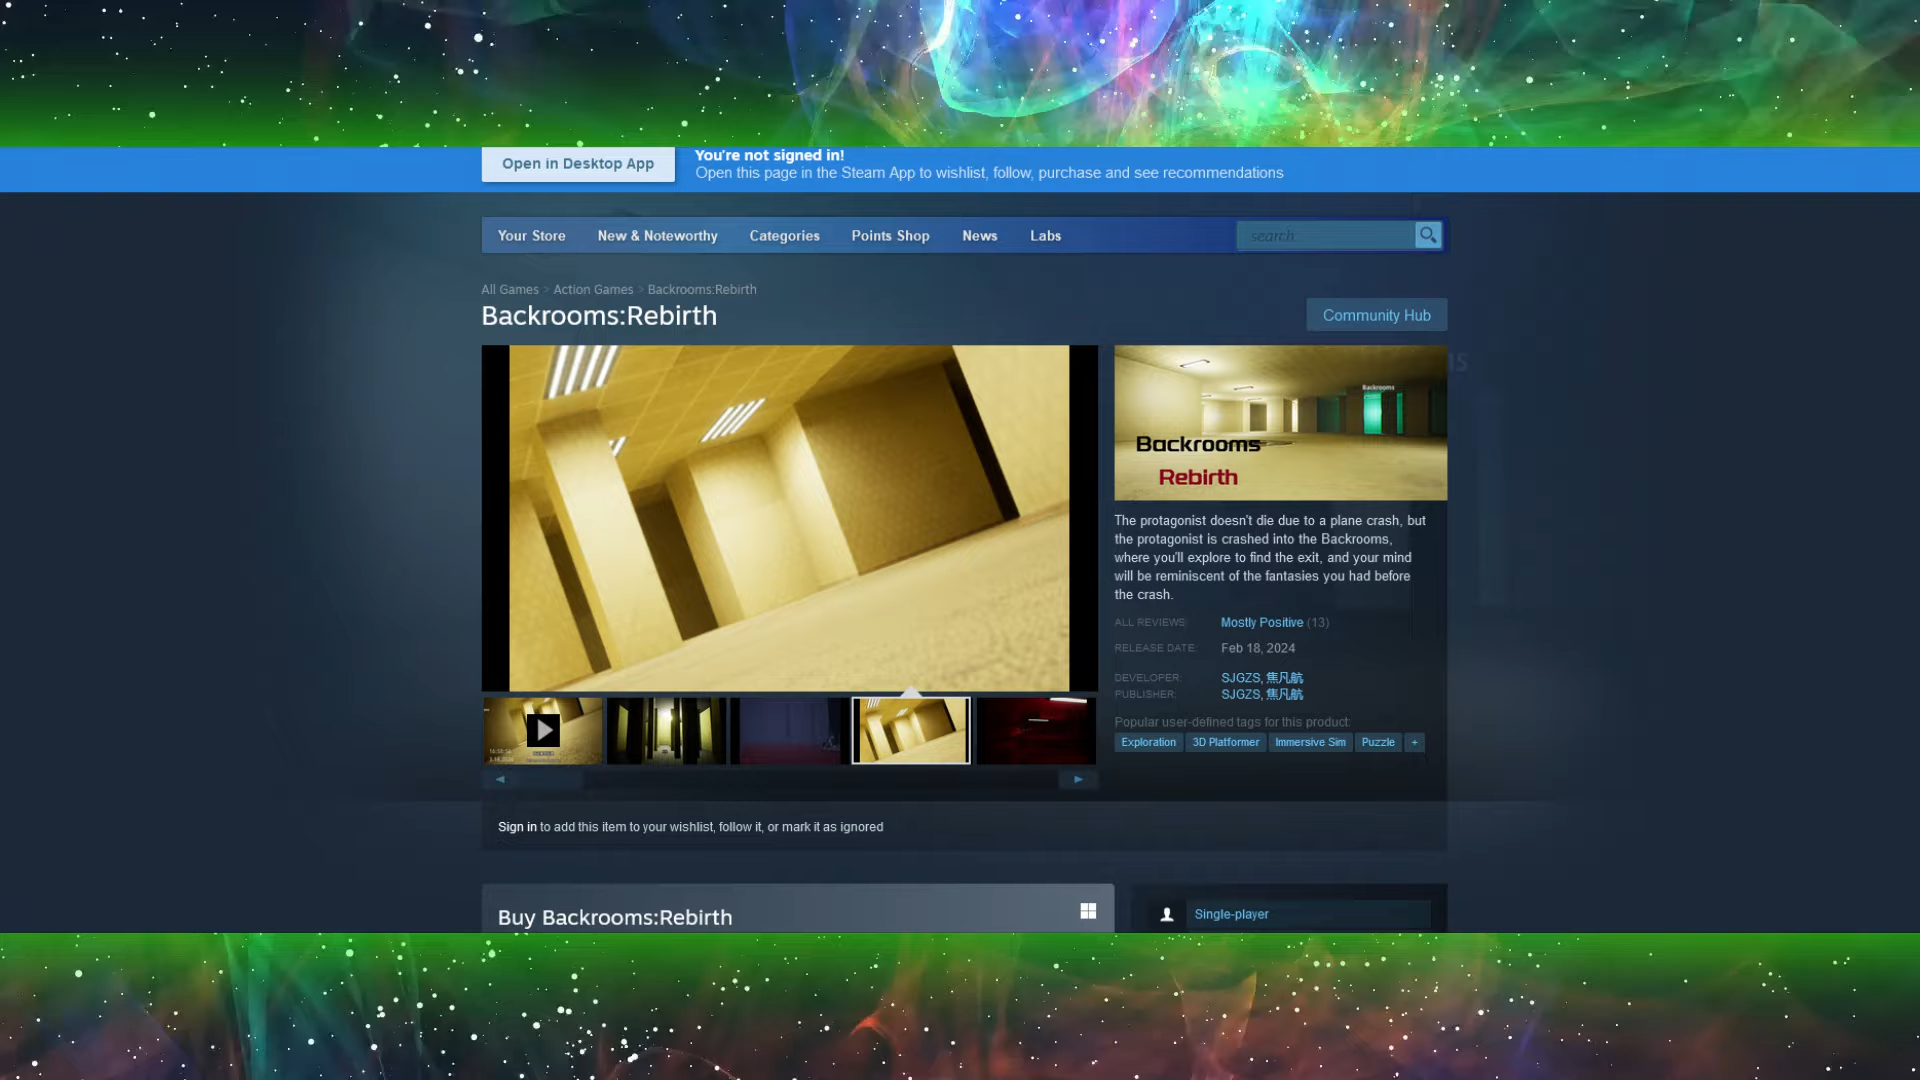 Open in Desktop App
You're not signed in!
Open this page in the Steam App to wishlist, follow, purchase and see recommendations
Your Store
New & Noteworthy
Categories
Points Shop
News
Labs
search
All Games > Action Games > Backrooms:Rebirth
Backrooms:Rebirth
Community Hub
Backrooms
Backrooms
Rebirth
The protagonist doesn't die due to a plane crash, but
the protagonist is crashed into the Backrooms,
where you'll explore to find the exit, and your mind
will be reminiscent of the fantasies you had before
the crash.
ALL REVIEWS: Mostly Positive (13)
RELEASE DATE: Feb 18, 2024
DEVELOPER: SJGZS, 焦凡航
PUBLISHER: SJGZS, 焦凡航
Popular user-defined tags for this product:
Exploration
3D Platformer
Immersive Sim
Puzzle
+
Sign in to add this item to your wishlist, follow it, or mark it as ignored
Buy Backrooms:Rebirth
Single-player